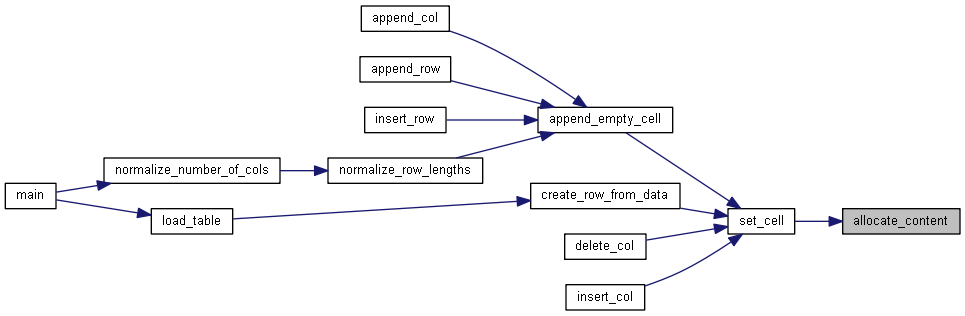 append_col
append_row
insert_row
append_empty_cell
normalize_number_of_cols
normalize_row_lengths
main
create_row_from_data
load_table
set_cell
allocate_content
delete_col
insert_col